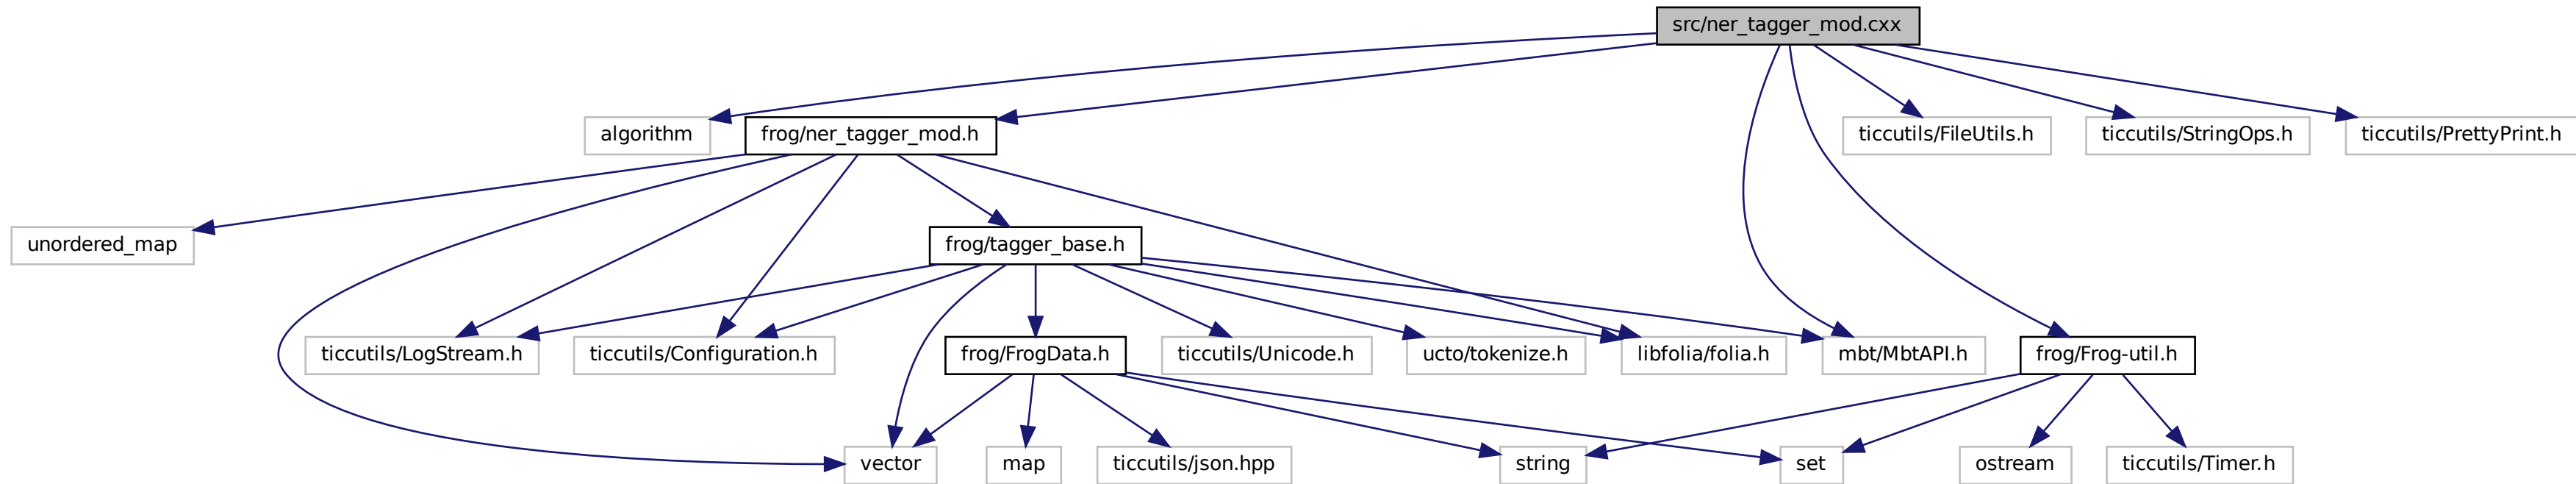 src/ner_tagger_mod.cxx
algorithm
frog/ner_tagger_mod.h
ticcutils/FileUtils.h
ticcutils/StringOps.h
ticcutils/PrettyPrint.h
unordered_map
frog/tagger_base.h
ticcutils/LogStream.h
ticcutils/Configuration.h
frog/FrogData.h
ticcutils/Unicode.h
ucto/tokenize.h
libfolia/folia.h
mbt/MbtAPI.h
frog/Frog-util.h
vector
map
ticcutils/json.hpp
string
set
ostream
ticcutils/Timer.h